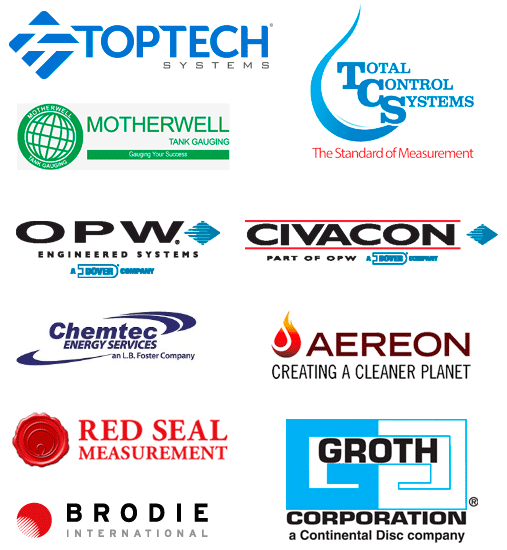 TOPTECH®
SYSTEMS
TOTAL
CONTROL
SYSTEMS
The Standard of Measurement
MOTHERWELL
TANK GAUGING
MOTHERWELL
TANK GAUGING
Gauging Your Success
OPW.
ENGINEERED SYSTEMS
A DOVER COMPANY
CIVACON
PART OF OPW A DOVER COMPANY
Chemtec
ENERGY SERVICES
an L.B. Foster Company
AEREON
CREATING A CLEANER PLANET
RED SEAL
MEASUREMENT
GROTH
®
CORPORATION
a Continental Disc company
BRODIE
INTERNATIONAL